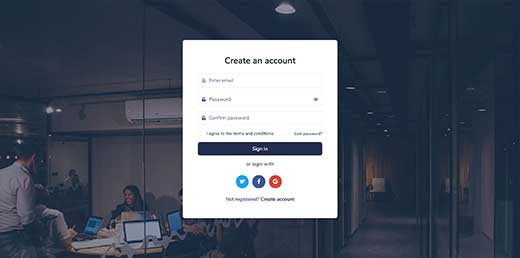 Create an account
Enter email
Password
Confirm password
I agree to the terms and conditions Lost password?
Sign in
or login with
Not registered? Create account